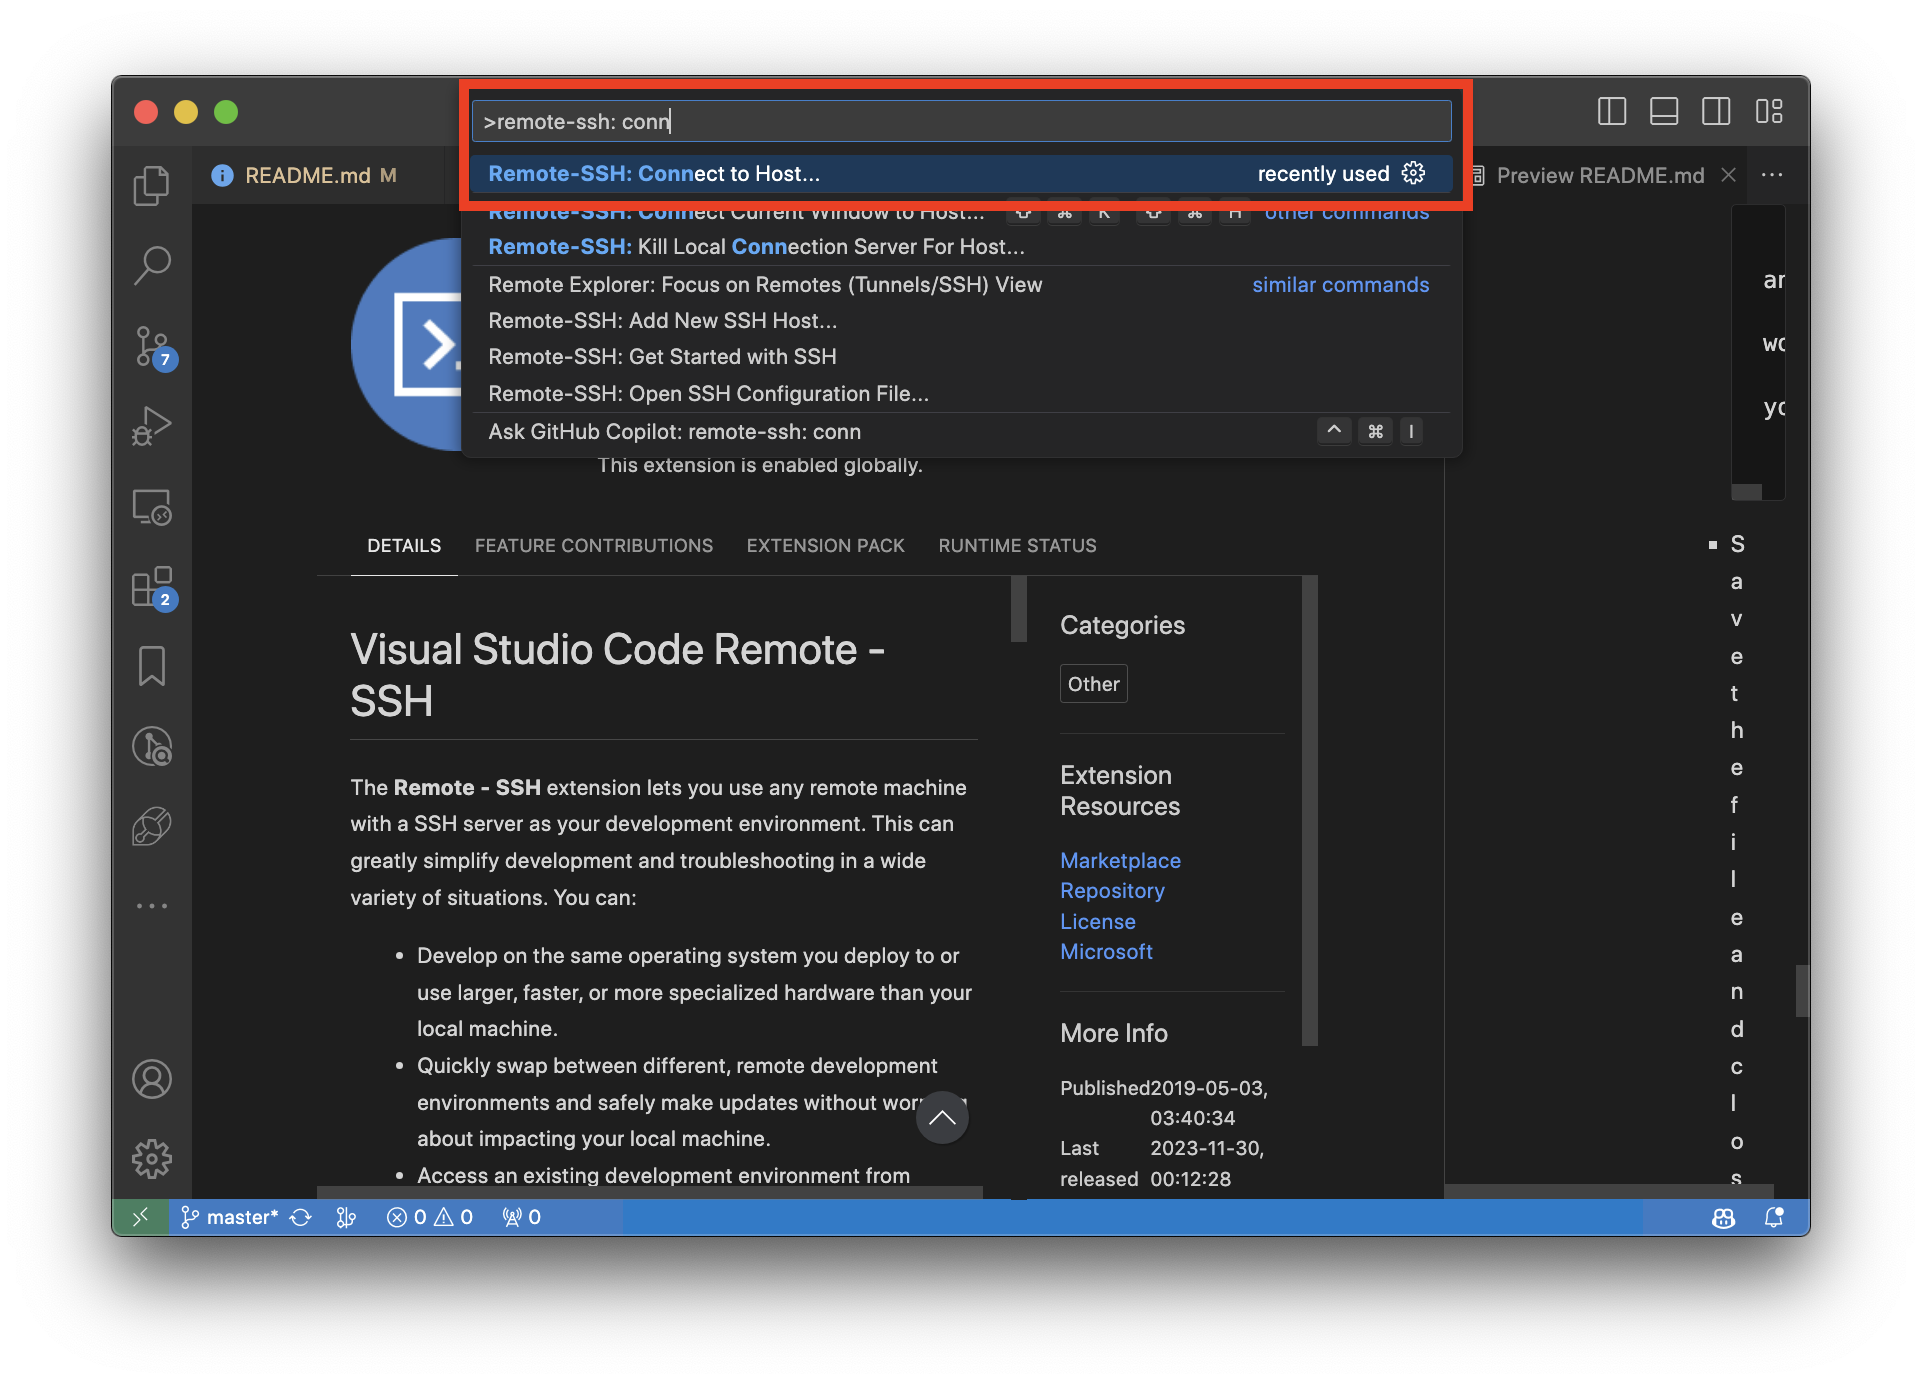 >remote-ssh: conn
Remote-SSH: Connect to Host...
recently used
README.md M
Preview README.md
Remote-SSH: Connect Current Window to Host... ⇧ ⌘ K ⇧ ⌘ H other commands
Remote-SSH: Kill Local Connection Server For Host...
Remote Explorer: Focus on Remotes (Tunnels/SSH) View
similar commands
Remote-SSH: Add New SSH Host...
Remote-SSH: Get Started with SSH
Remote-SSH: Open SSH Configuration File...
Ask GitHub Copilot: remote-ssh: conn
^ ⌘ I
This extension is enabled globally.
7
2
DETAILS FEATURE CONTRIBUTIONS EXTENSION PACK RUNTIME STATUS
Visual Studio Code Remote -
SSH
The Remote - SSH extension lets you use any remote machine
with a SSH server as your development environment. This can
greatly simplify development and troubleshooting in a wide
variety of situations. You can:
• Develop on the same operating system you deploy to or
use larger, faster, or more specialized hardware than your
local machine.
• Quickly swap between different, remote development
environments and safely make updates without
about impacting your local machine.
• Access an existing development environment from
Categories
Other
Extension
Resources
Marketplace
Repository
License
Microsoft
More Info
Published 2019-05-03,
03:40:34
Last 2023-11-30,
released 00:12:28
S
a
v
e
t
h
e
f
i
l
e
a
n
d
c
l
o
s
master* 0 0 0